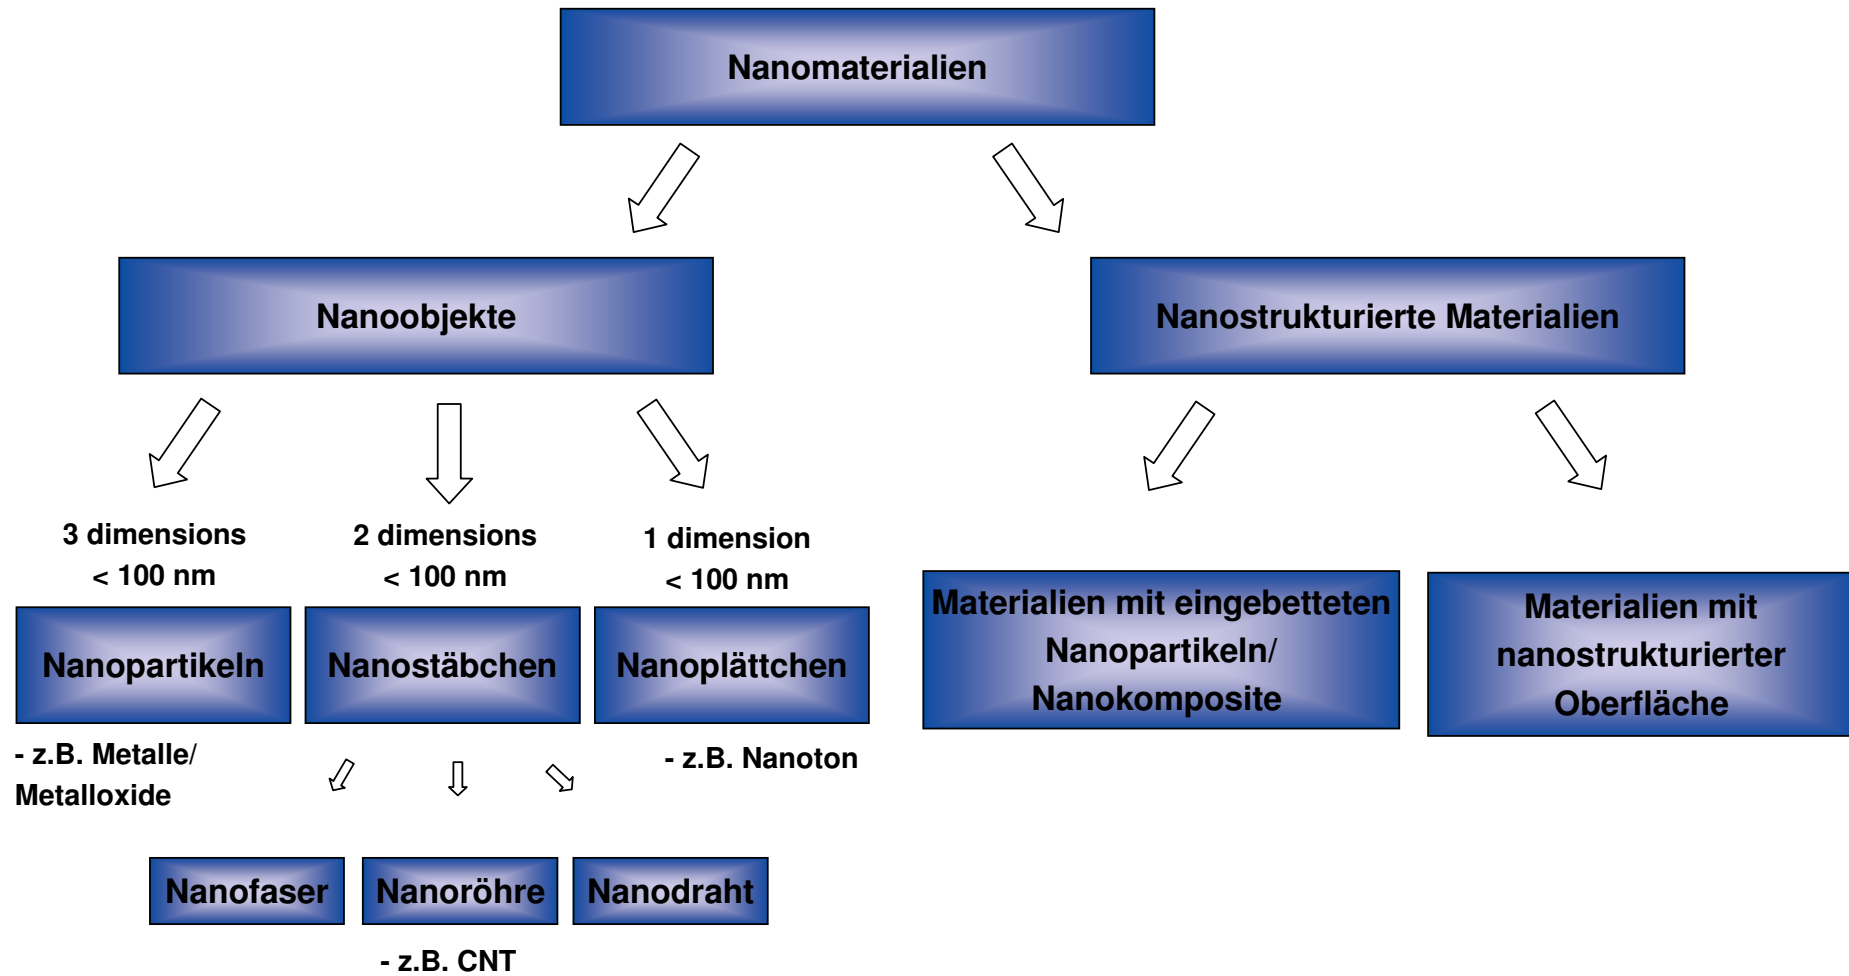 Nanomaterialien
Nanoobjekte
Nanostrukturierte Materialien
3 dimensions
< 100 nm
2 dimensions
< 100 nm
1 dimension
< 100 nm
Nanopartikeln
Nanostäbchen
Nanoplättchen
Materialien mit eingebetteten
Nanopartikeln/
Nanokomposite
Materialien mit
nanostrukturierter
Oberfläche
- z.B. Metalle/
Metalloxide
- z.B. Nanoton
Nanofaser
Nanoröhre
Nanodraht
- z.B. CNT